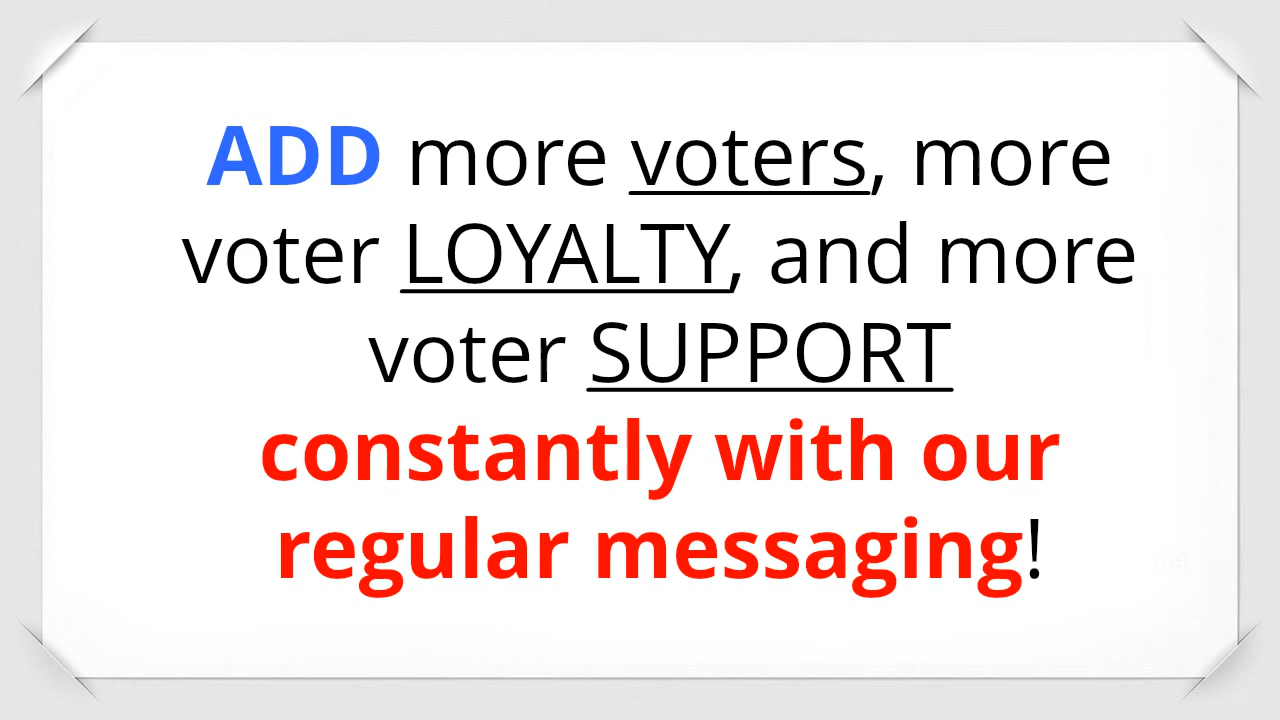 ADD more voters, more
voter LOYALTY, and more
voter SUPPORT
constantly with our
regular messaging!